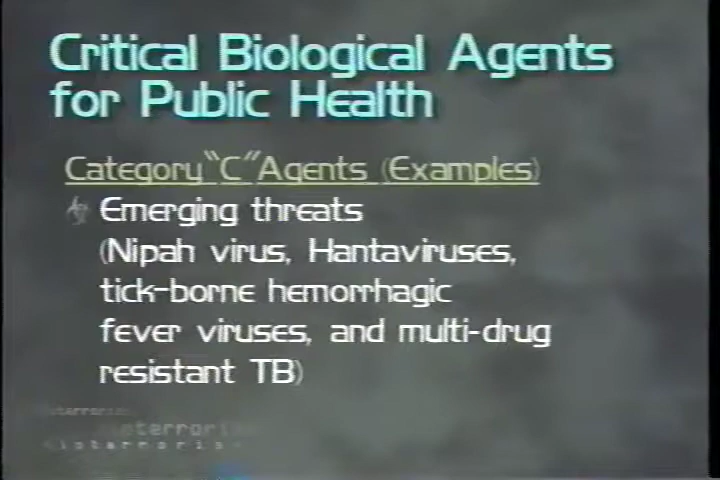 Critical Biological Agents
for Public Health
Category "C" Agents (Examples)
Emerging threats
(Nipah virus, Hantaviruses,
tick-borne hemorrhagic
fever viruses, and multi-drug
resistant TB)